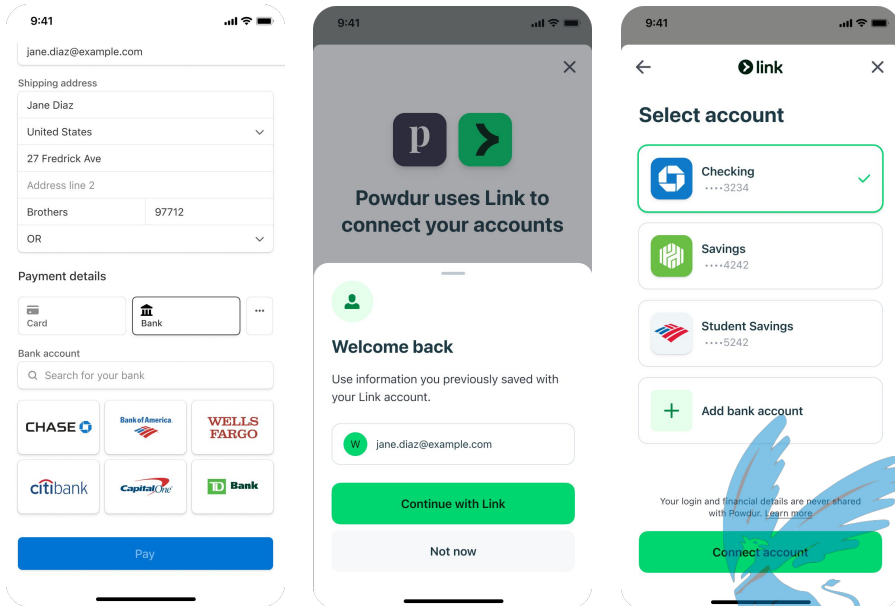 9:41
jane.diaz@example.com
Shipping address
Jane Diaz
United States
27 Fredrick Ave
Address line 2
Brothers
97712
OR
Payment details
Card
Bank
Bank account
Search for your bank
CHASE
Bank of America
WELLS
FARGO
citibank
Capital One
TD Bank
Pay
9:41
p
Powdur uses Link to
connect your accounts
Welcome back
Use information you previously saved with
your Link account.
W jane.diaz@example.com
Continue with Link
Not now
9:41
link
Select account
Checking
····3234
Savings
····4242
Student Savings
····5242
Add bank account
Your login and financial details are never shared
with Powdur. Learn more
Connect account